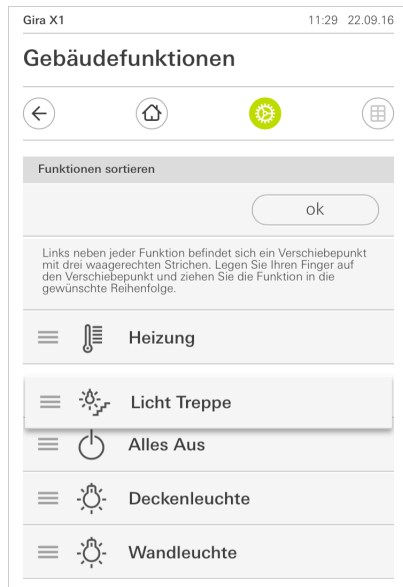 Gira X1 11:29 22.09.16
Gebäudefunktionen
Funktionen sortieren
ok
Links neben jeder Funktion befindet sich ein Verschiebepunkt
mit drei waagerechten Strichen. Legen Sie Ihren Finger auf
den Verschiebepunkt und ziehen Sie die Funktion in die
gewünschte Reihenfolge.
Heizung
Licht Treppe
Alles Aus
Deckenleuchte
Wandleuchte